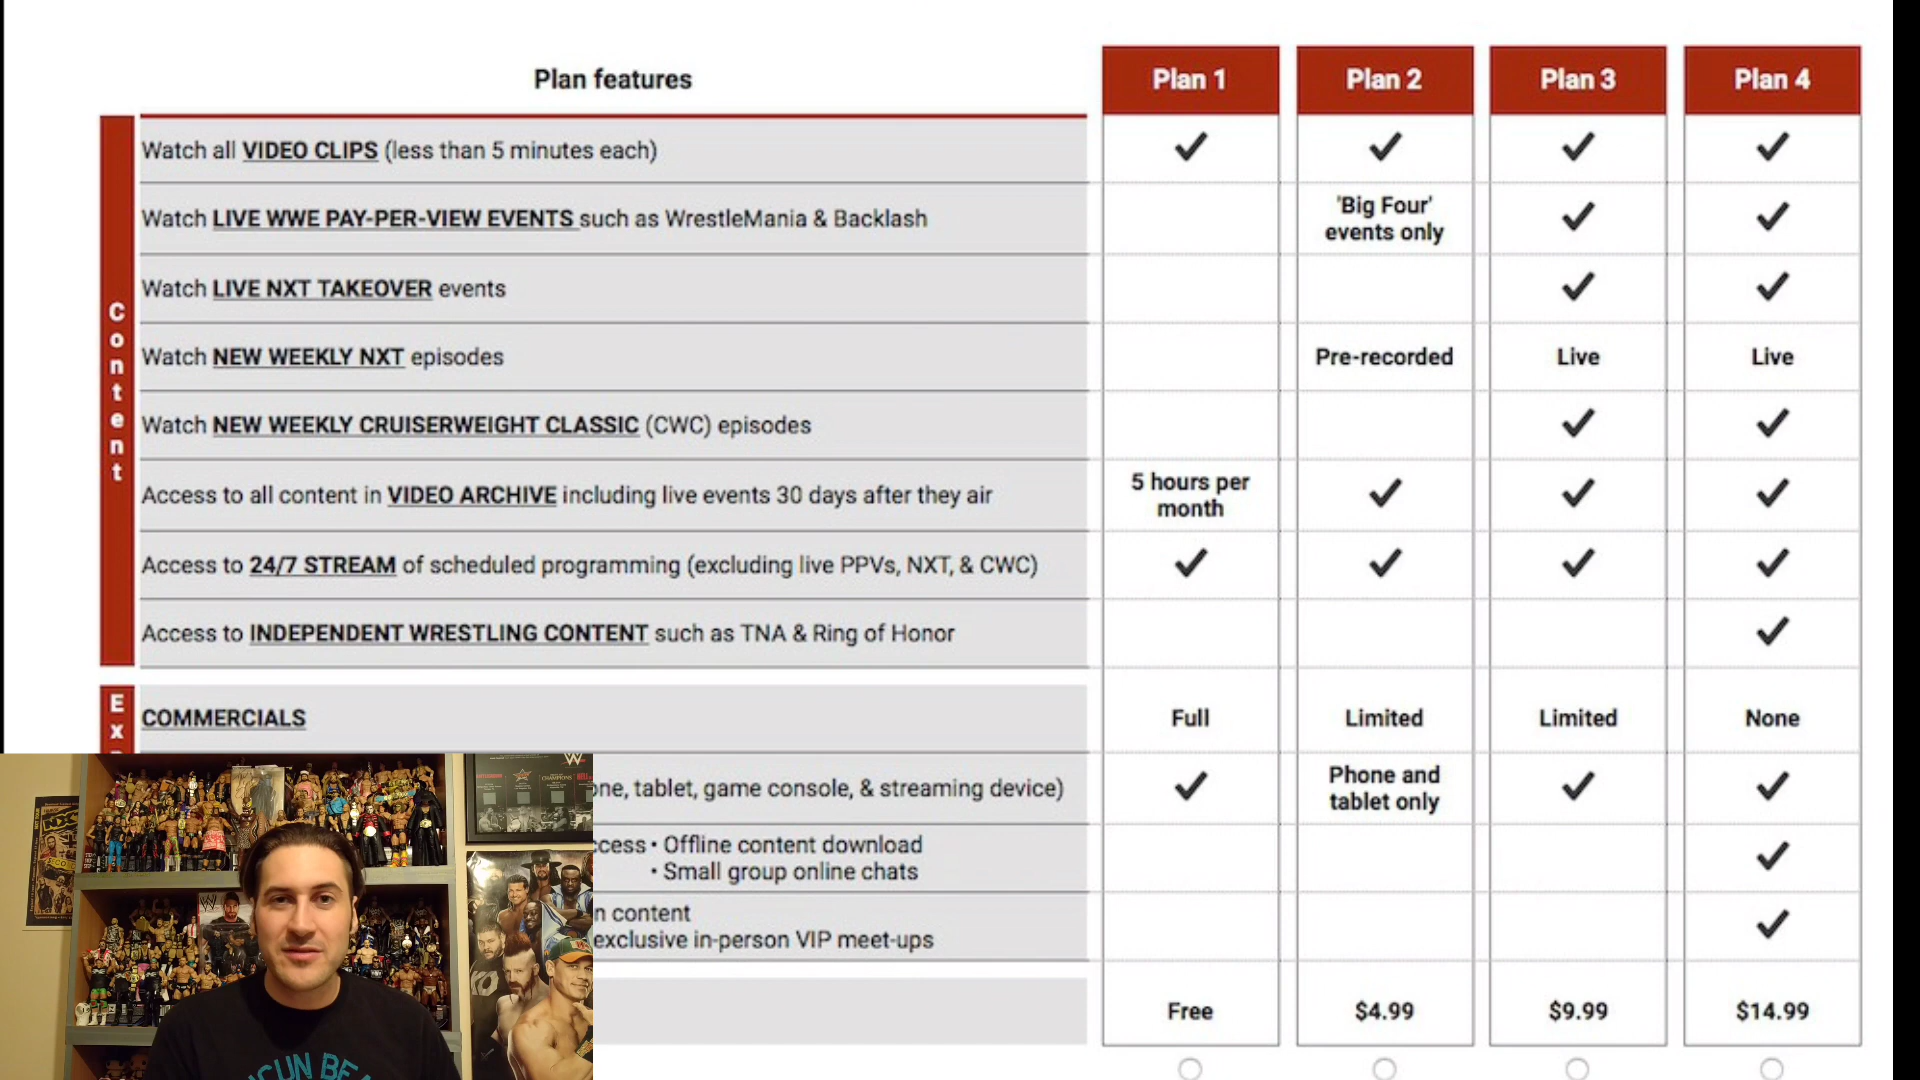 Plan features Plan 1 Plan 2 Plan 3 Plan 4
Content
Watch all VIDEO CLIPS (less than 5 minutes each)
Watch LIVE WWE PAY-PER-VIEW EVENTS such as WrestleMania & Backlash 'Big Four' events only
Watch LIVE NXT TAKEOVER events
Watch NEW WEEKLY NXT episodes Pre-recorded Live Live
Watch NEW WEEKLY CRUISERWEIGHT CLASSIC (CWC) episodes
Access to all content in VIDEO ARCHIVE including live events 30 days after they air 5 hours per month
Access to 24/7 STREAM of scheduled programming (excluding live PPVs, NXT, & CWC)
Access to INDEPENDENT WRESTLING CONTENT such as TNA & Ring of Honor
Ex
COMMERCIALS Full Limited Limited None
one, tablet, game console, & streaming device) Phone and tablet only
ccess • Offline content download
• Small group online chats
n content
exclusive in-person VIP meet-ups
Free $4.99 $9.99 $14.99
NXT
CUN BE